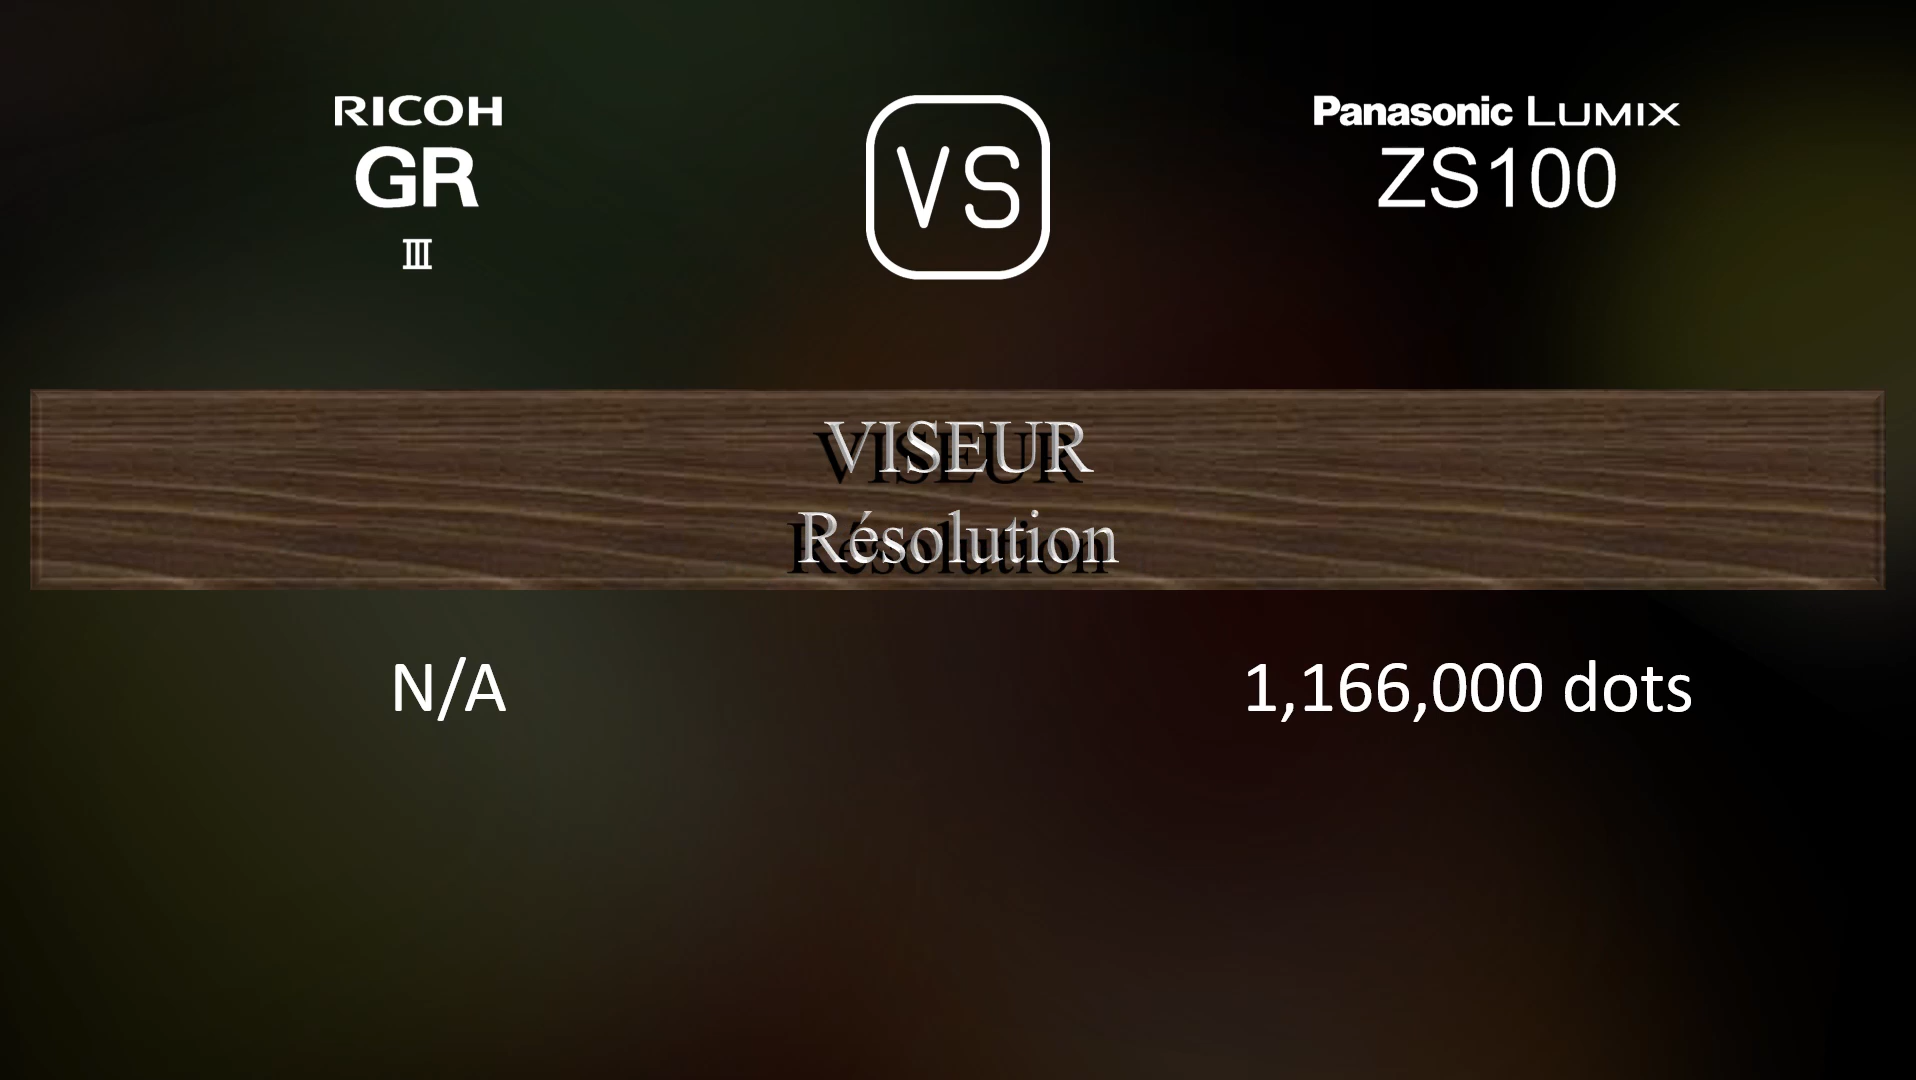 RICOH
GR
III
VS
Panasonic LUMIX
ZS100
VISEUR
Résolution
N/A
1,166,000 dots